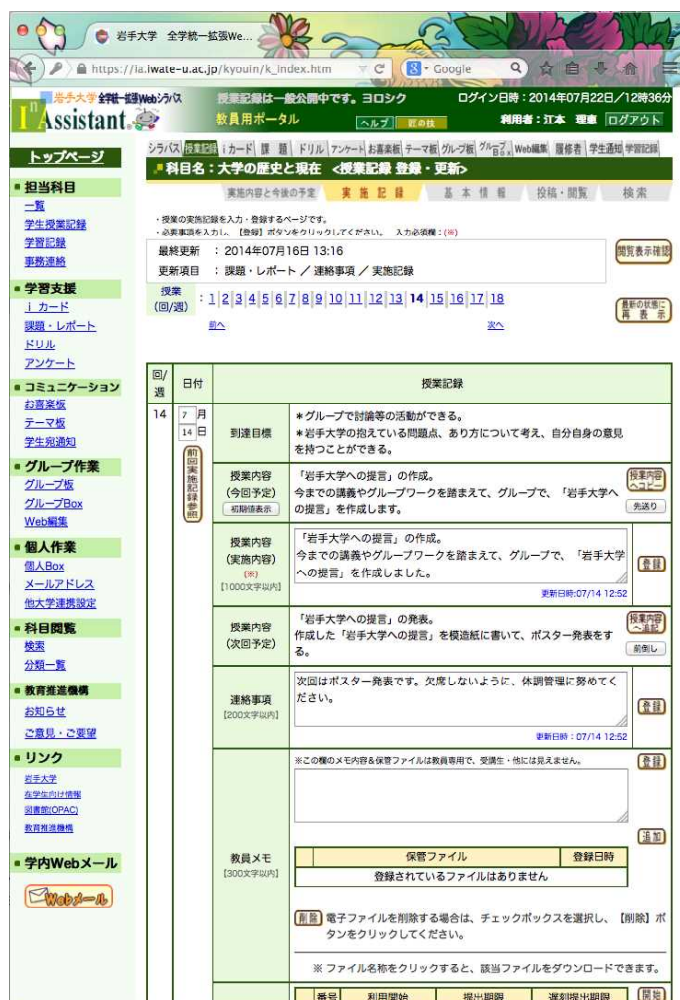 岩手大学 全学統一拡張We...
https://ia.iwate-u.ac.jp/kyouin/k_index.htm
Google
岩手大学 全学統一拡張Webシラバス
In Assistant.
授業記録は一般公開中です。ヨロシク
ログイン日時:2014年07月22日/12時36分
教員用ポータル
ヘルプ
匠の技
利用者:江本 理恵
ログアウト
トップページ
担当科目
一覧
学生授業記録
学習記録
事務連絡
学習支援
i カード
課題・レポート
ドリル
アンケート
コミュニケーション
お喜楽板
テーマ板
学生宛通知
グループ作業
グループ板
グループBox
Web編集
個人作業
個人Box
メールアドレス
他大学連携設定
科目閲覧
検索
分類一覧
教育推進機構
お知らせ
ご意見・ご要望
リンク
岩手大学
在学生向け情報
図書館(OPAC)
教育推進機構
学内Webメール
Webメール
シラバス 授業記録 i カード 課 題 ドリル アンケート お喜楽板 テーマ板 グループ板 グループBox Web編集 履修者 学生通知 学習記録
科目名:大学の歴史と現在 <授業記録 登録・更新>
実施内容と今後の予定 実 施 記 録 基 本 情 報 投稿・閲覧 検索
・授業の実施記録を入力・登録するページです。
・必要事項を入力し、【登録】ボタンをクリックしてください。 入力必須欄:(※)
最終更新 :2014年07月16日 13:16
更新項目 :課題・レポート / 連絡事項 / 実施記録
閲覧表示確認
授業(回/週) :1|2|3|4|5|6|7|8|9|10|11|12|13|14|15|16|17|18
最新の状態に再 表 示
前へ
次へ
回/週 日付 授業記録
14 7 月
14 日
前回実施記録参照
到達目標
*グループで討論等の活動ができる。
*岩手大学の抱えている問題点、あり方について考え、自分自身の意見
を持つことができる。
授業内容
(今回予定)
初期値表示
「岩手大学への提言」の作成。
今までの講義やグループワークを踏まえて、グループで、「岩手大学へ
の提言」を作成します。
授業内容へコピー
先送り
授業内容
(実施内容)
(※)
[1000文字以内]
「岩手大学への提言」の作成。
今までの講義やグループワークを踏まえて、グループで、「岩手大学
への提言」を作成しました。
登録
更新日時:07/14 12:52
授業内容
(次回予定)
「岩手大学への提言」の発表。
作成した「岩手大学への提言」を模造紙に書いて、ポスター発表をす
る。
授業内容へ追記
前倒し
連絡事項
[200文字以内]
次回はポスター発表です。欠席しないように、体調管理に努めてく
ださい。
登録
更新日時:07/14 12:52
教員メモ
[300文字以内]
※この欄のメモ内容&保管ファイルは教員専用で、受講生・他には見えません。
登録
追加
保管ファイル 登録日時
登録されているファイルはありません
削除 電子ファイルを削除する場合は、チェックボックスを選択し、【削除】ボ
タンをクリックしてください。
※ ファイル名称をクリックすると、該当ファイルをダウンロードできます。
番号 利用開始 提出期限 遅刻提出期限
開始